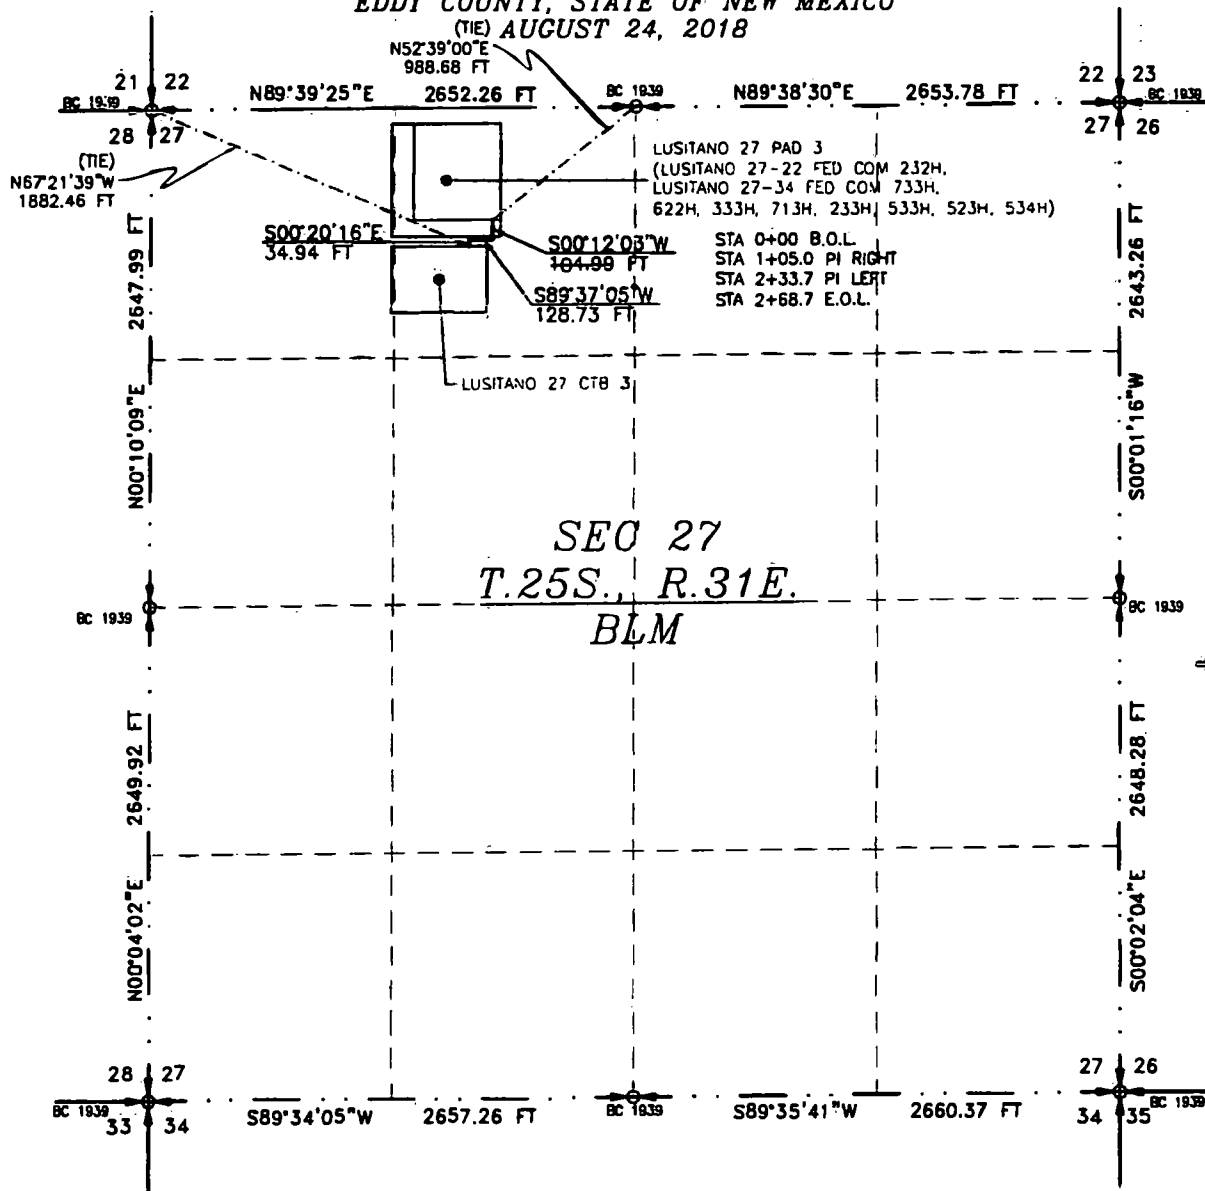 EDDY COUNTY, STATE OF NEW MEXICO
AUGUST 24, 2018
(TIE)
N52°39'00"E
988.68 FT
21 22
BC 1939
28 27
N89°39'25"E 2652.26 FT
BC 1939
N89°38'30"E 2653.78 FT
22 23
BC 1939
27 26
(TIE)
N67°21'39"W
1882.46 FT
LUSITANO 27 PAD 3
(LUSITANO 27-22 FED COM 232H,
LUSITANO 27-34 FED COM 733H,
622H, 333H, 713H, 233H, 533H, 523H, 534H)
S00°20'16"E
34.94 FT
S00°12'03"W
104.99 FT
S89°37'05"W
128.73 FT
STA 0+00 B.O.L.
STA 1+05.0 PI RIGHT
STA 2+33.7 PI LEFT
STA 2+68.7 E.O.L.
LUSITANO 27 CTB 3
N00°10'09"E 2647.99 FT
S00°01'16"W 2643.26 FT
SEC 27
T.25S., R.31E.
BLM
BC 1939
BC 1939
N00°04'02"E 2649.92 FT
S00°02'04"E 2648.28 FT
28 27
BC 1939
33 34
S89°34'05"W 2657.26 FT
BC 1939
S89°35'41"W 2660.37 FT
27 26
BC 1939
34 35